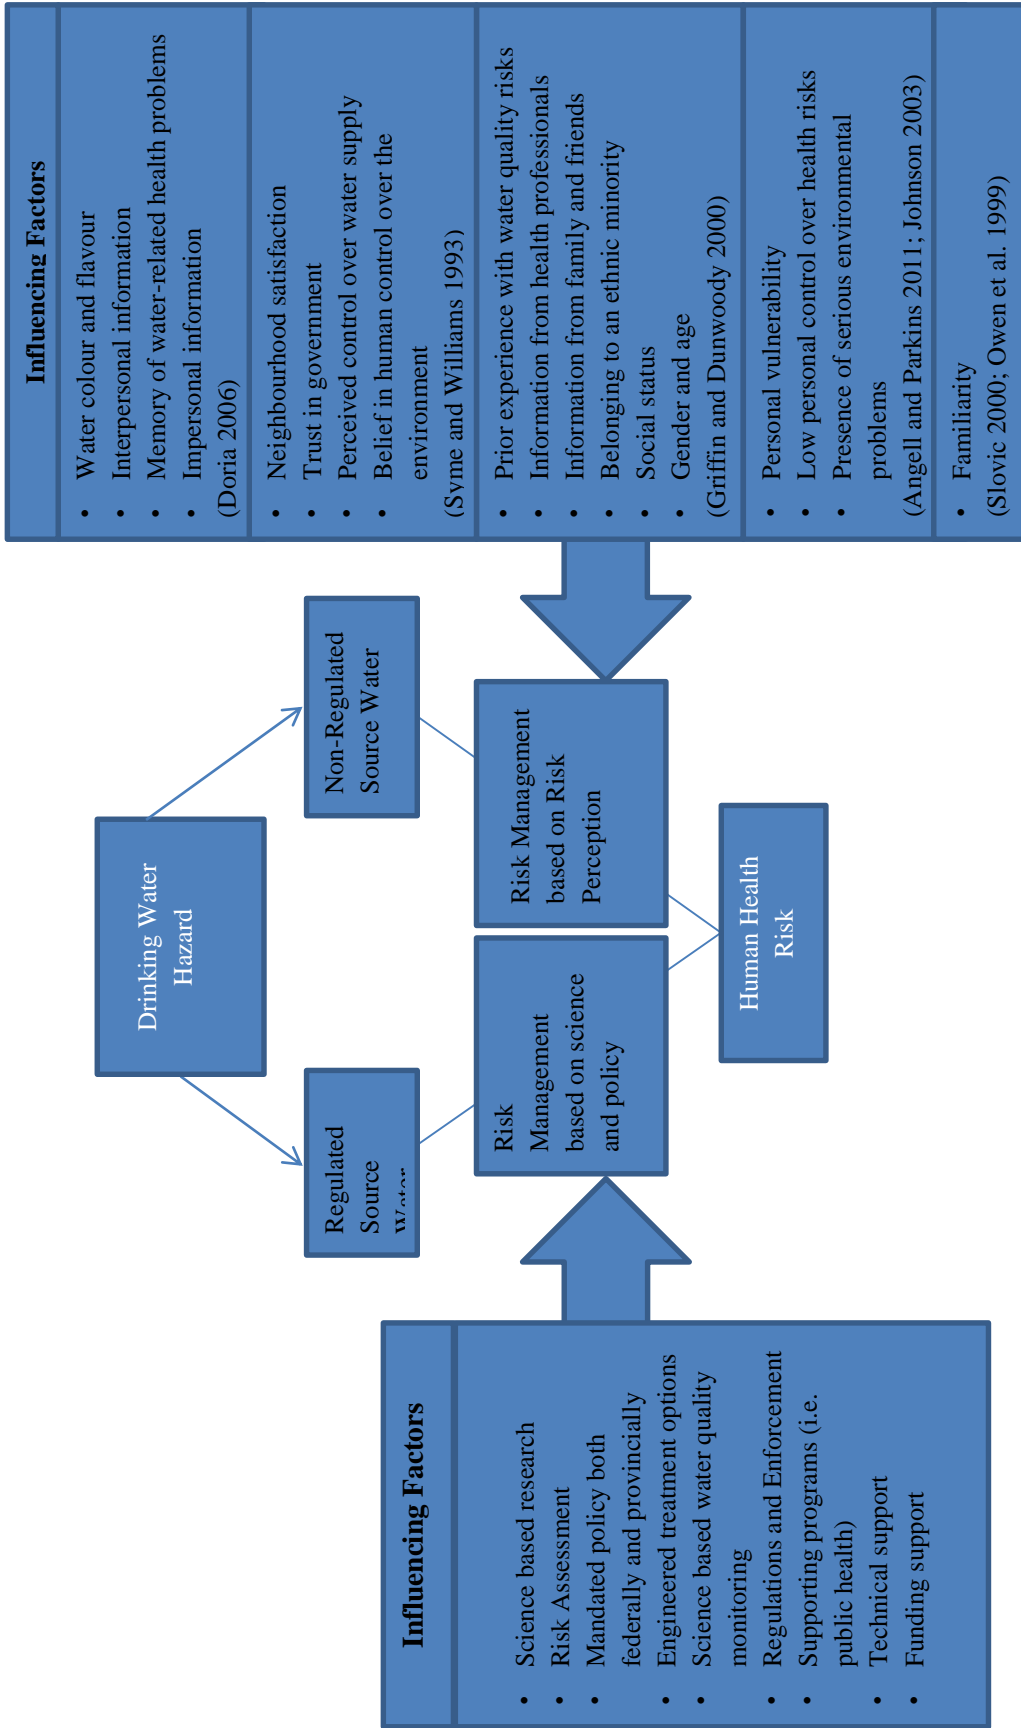 Drinking Water
Hazard
Regulated
Source
Water
Non-Regulated
Source Water
Influencing Factors
• Science based research
• Risk Assessment
• Mandated policy both
federally and provincially
• Engineered treatment options
• Science based water quality
monitoring
• Regulations and Enforcement
• Supporting programs (i.e.
public health)
• Technical support
• Funding support
Risk
Management
based on science
and policy
Risk Management
based on Risk
Perception
Human Health
Risk
Influencing Factors
• Water colour and flavour
• Interpersonal information
• Memory of water-related health problems
• Impersonal information
(Doria 2006)
• Neighbourhood satisfaction
• Trust in government
• Perceived control over water supply
• Belief in human control over the
environment
(Syme and Williams 1993)
• Prior experience with water quality risks
• Information from health professionals
• Information from family and friends
• Belonging to an ethnic minority
• Social status
• Gender and age
(Griffin and Dunwoody 2000)
• Personal vulnerability
• Low personal control over health risks
• Presence of serious environmental
problems
(Angell and Parkins 2011; Johnson 2003)
• Familiarity
(Slovic 2000; Owen et al. 1999)